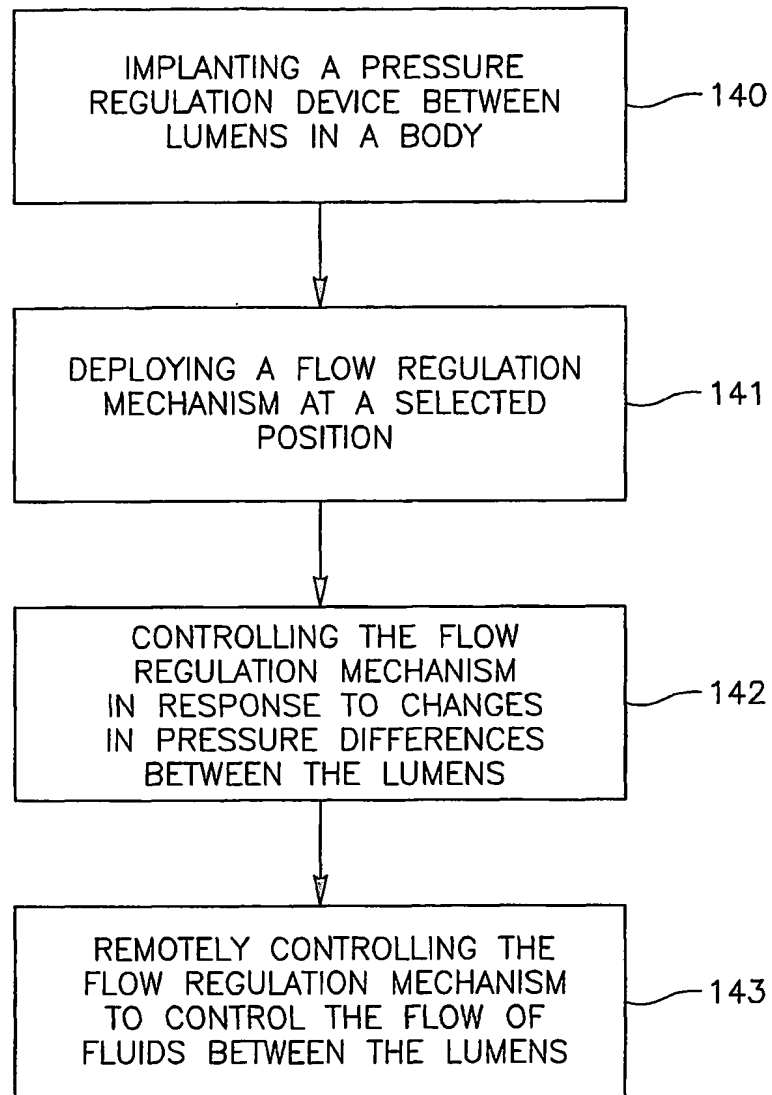 IMPLANTING A PRESSURE
REGULATION DEVICE BETWEEN
LUMENS IN A BODY
140
DEPLOYING A FLOW REGULATION
MECHANISM AT A SELECTED
POSITION
141
CONTROLLING THE FLOW
REGULATION MECHANISM
IN RESPONSE TO CHANGES
IN PRESSURE DIFFERENCES
BETWEEN THE LUMENS
142
REMOTELY CONTROLLING THE
FLOW REGULATION MECHANISM
TO CONTROL THE FLOW OF
FLUIDS BETWEEN THE LUMENS
143